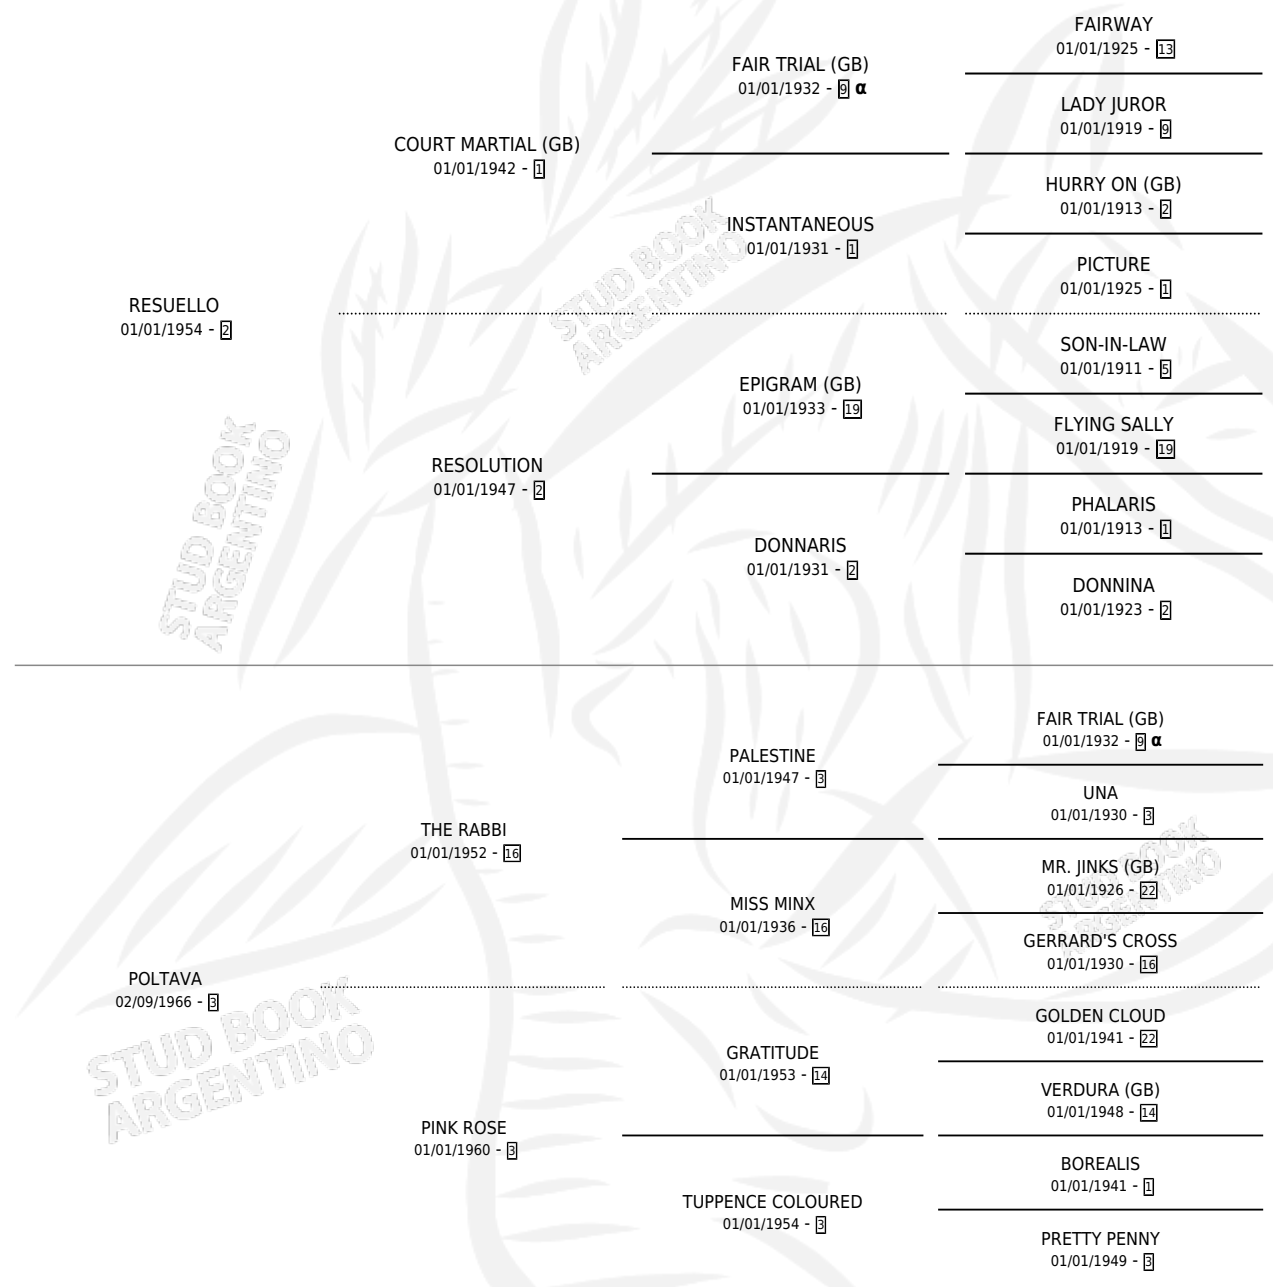 FAIRWAY
01/01/1925 - 13
FAIR TRIAL (GB)
01/01/1932 - 9 α
LADY JUROR
01/01/1919 - 9
COURT MARTIAL (GB)
01/01/1942 - 1
HURRY ON (GB)
01/01/1913 - 2
INSTANTANEOUS
01/01/1931 - 1
PICTURE
01/01/1925 - 1
RESUELLO
01/01/1954 - 2
SON-IN-LAW
01/01/1911 - 5
EPIGRAM (GB)
01/01/1933 - 19
FLYING SALLY
01/01/1919 - 19
RESOLUTION
01/01/1947 - 2
PHALARIS
01/01/1913 - 1
DONNARIS
01/01/1931 - 2
DONNINA
01/01/1923 - 2
FAIR TRIAL (GB)
01/01/1932 - 9 α
PALESTINE
01/01/1947 - 3
UNA
01/01/1930 - 3
THE RABBI
01/01/1952 - 16
MR. JINKS (GB)
01/01/1926 - 22
MISS MINX
01/01/1936 - 16
GERRARD'S CROSS
01/01/1930 - 16
POLTAVA
02/09/1966 - 3
GOLDEN CLOUD
01/01/1941 - 22
GRATITUDE
01/01/1953 - 14
VERDURA (GB)
01/01/1948 - 14
PINK ROSE
01/01/1960 - 3
BOREALIS
01/01/1941 - 1
TUPPENCE COLOURED
01/01/1954 - 3
PRETTY PENNY
01/01/1949 - 3
STUD BOOK
ARGENTINO
STUD BOOK
ARGENTINO
STUD BOOK
ARGENTINO
STUD BOOK
ARGENTINO